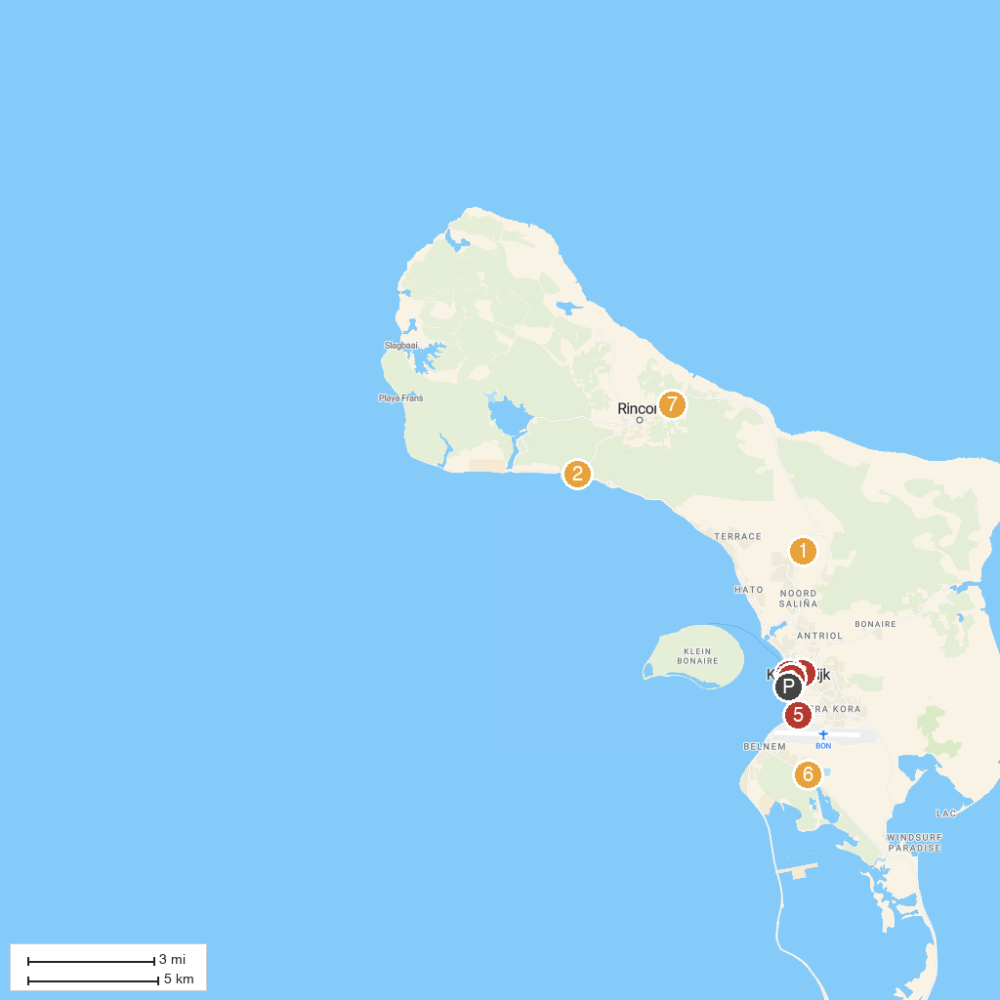 Slagbaai
Playa Frans
7
2
TERRACE
1
HATO
NOORD
SALIÑA
BONAIRE
ANTRIOL
KLEIN
BONAIRE
P
5
BON
BELNEM
6
LAC
WINDSURF
PARADISE
3 mi
5 km